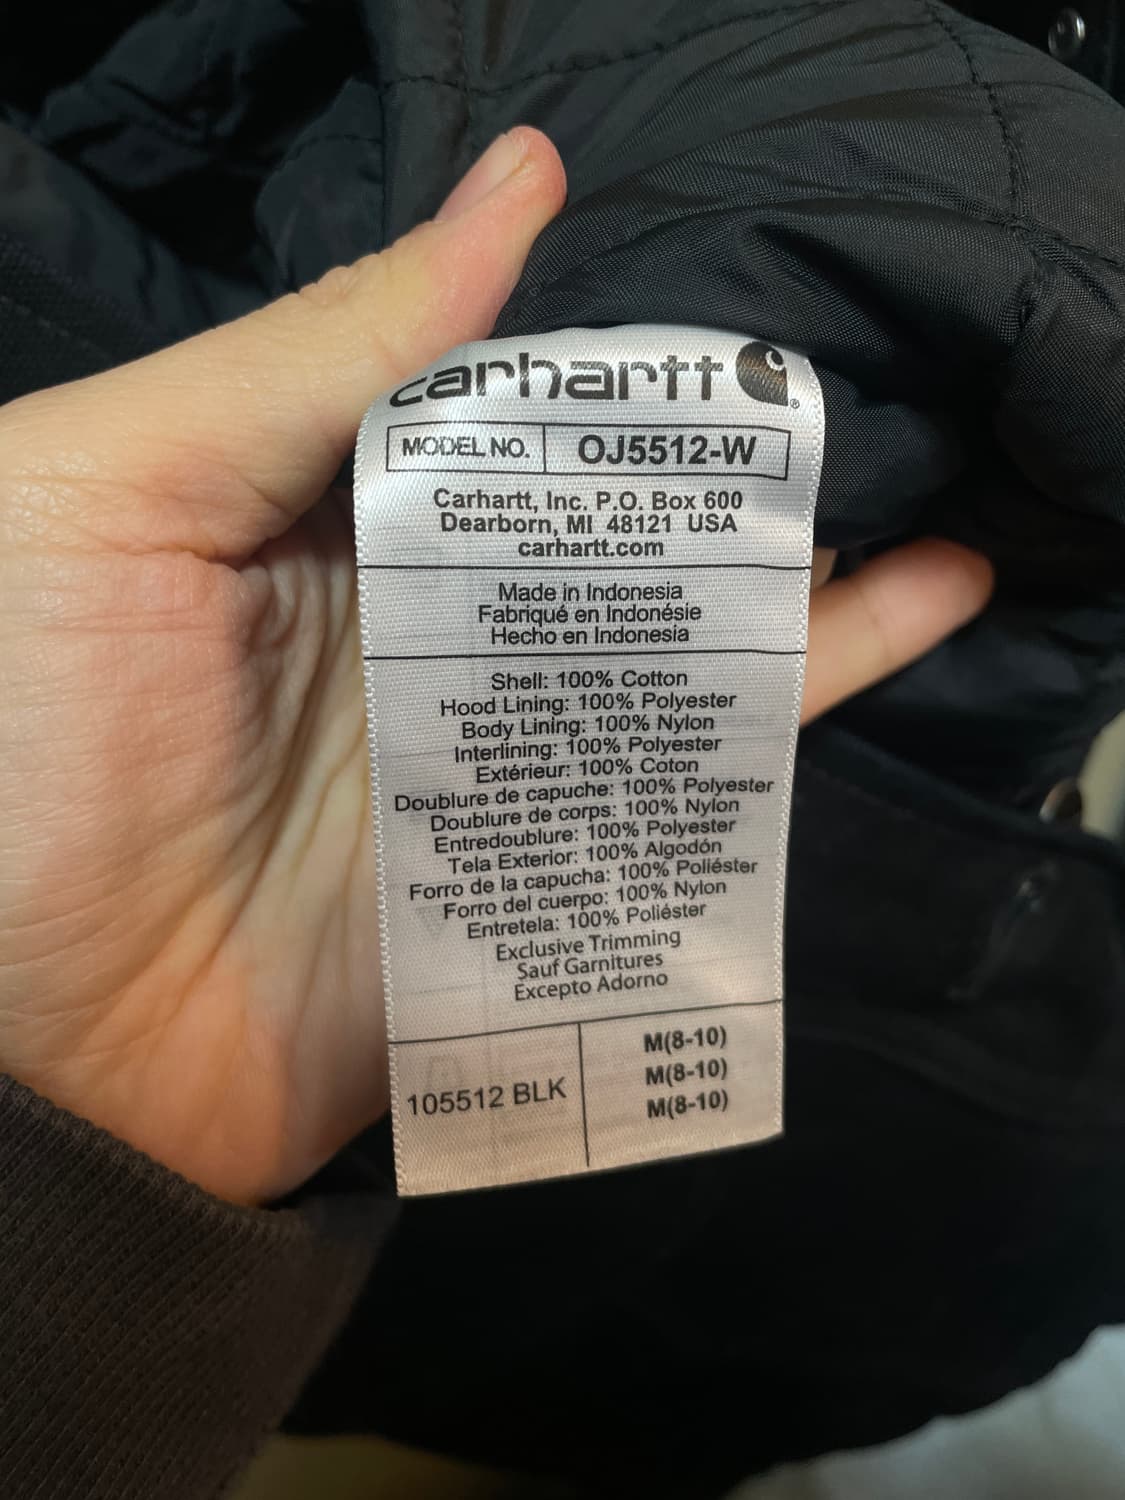 carhartt
MODEL NO. OJ5512-W
Carhartt, Inc. P.O. Box 600
Dearborn, MI 48121 USA
carhartt.com
Made in Indonesia
Fabriqué en Indonésie
Hecho en Indonesia
Shell: 100% Cotton
Hood Lining: 100% Polyester
Body Lining: 100% Nylon
Interlining: 100% Polyester
Extérieur: 100% Coton
Doublure de capuche: 100% Polyester
Doublure de corps: 100% Nylon
Entredoublure: 100% Polyester
Tela Exterior: 100% Algodón
Forro de la capucha: 100% Poliéster
Forro del cuerpo: 100% Nylon
Entretela: 100% Poliéster
Exclusive Trimming
Sauf Garnitures
Excepto Adorno
105512 BLK
M(8-10)
M(8-10)
M(8-10)